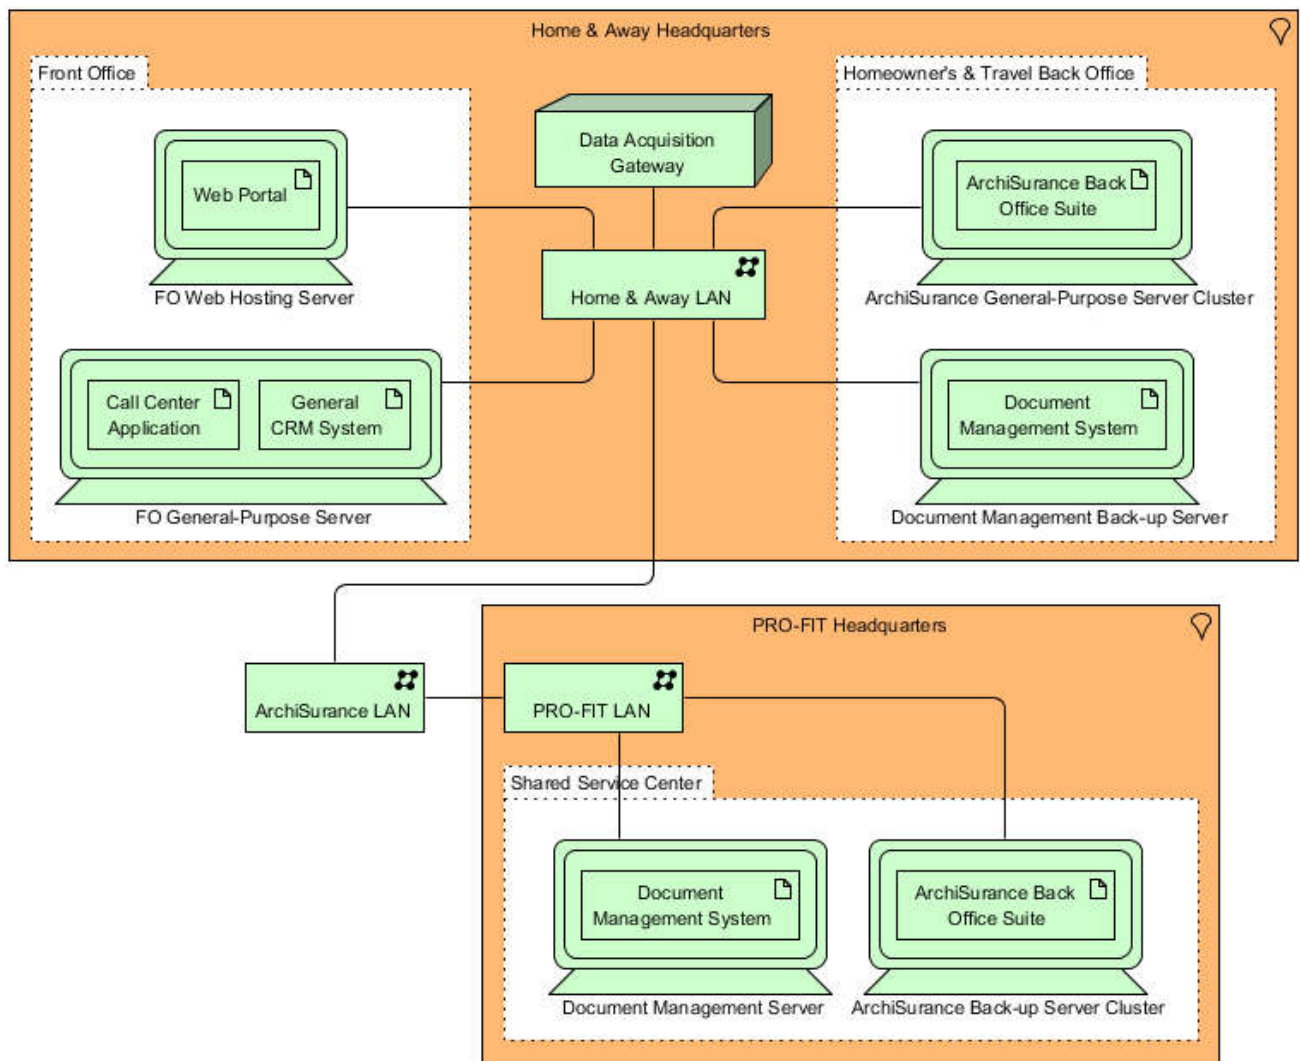 Home & Away Headquarters
Front Office
Homeowner's & Travel Back Office
Data Acquisition
Gateway
Web Portal
FO Web Hosting Server
ArchiSurance Back
Office Suite
ArchiSurance General-Purpose Server Cluster
Home & Away LAN
Call Center
Application
General
CRM System
FO General-Purpose Server
Document
Management System
Document Management Back-up Server
PRO-FIT Headquarters
ArchiSurance LAN
PRO-FIT LAN
Shared Service Center
Document
Management System
Document Management Server
ArchiSurance Back
Office Suite
ArchiSurance Back-up Server Cluster